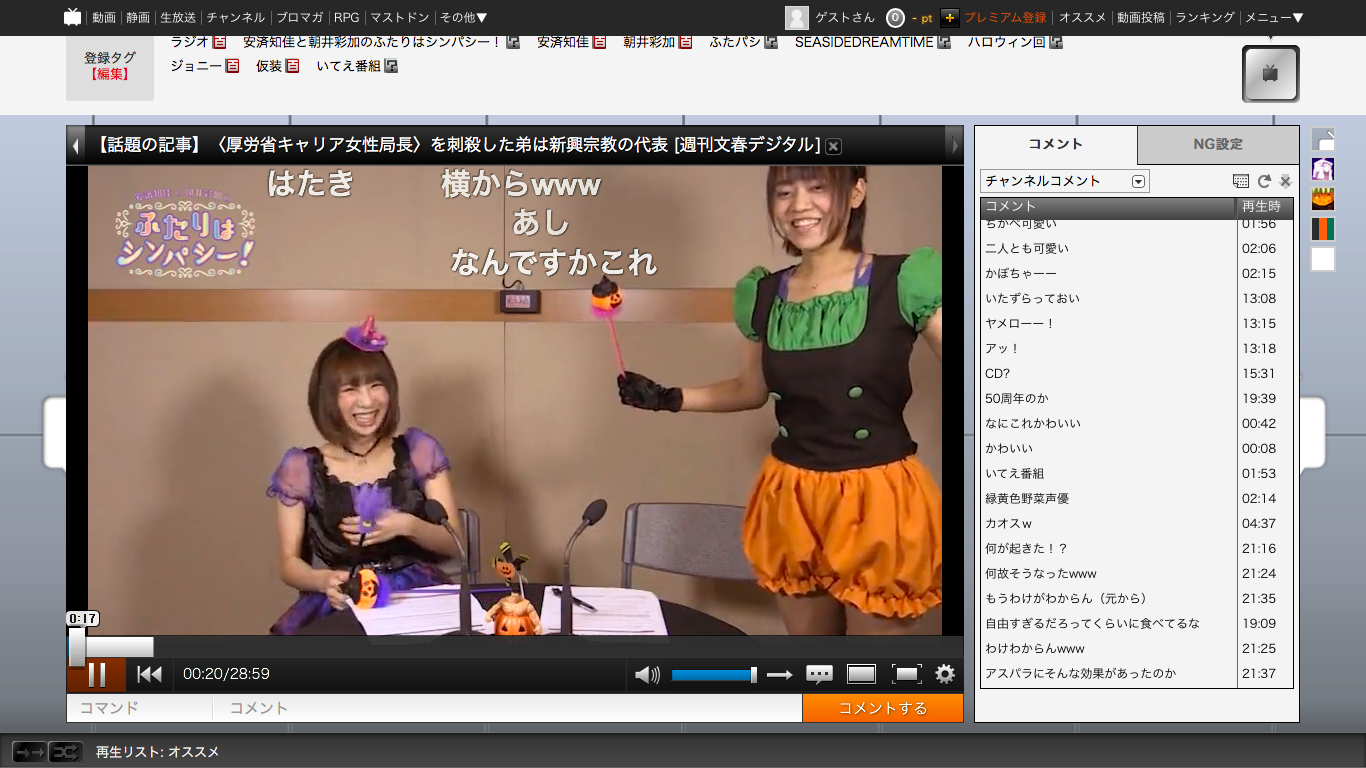 動画 静画 生放送 チャンネル ブロマガ RPG マストドン その他▼ ゲストさん 0 - pt + プレミアム登録 オススメ 動画投稿 ランキング メニュー▼
登録タグ
【編集】
ラジオ 安済知佳と朝井彩加のふたりはシンパシー！ 安済知佳 朝井彩加 ふたパシ SEASIDEDREAMTIME ハロウィン回
ジョニー 仮装 いてえ番組
【話題の記事】〈厚労省キャリア女性局長〉を刺殺した弟は新興宗教の代表 [週刊文春デジタル]
はたき 横からwww
あし
なんですかこれ
ふたりは
シンパシー!
0:17
00:20/28:59
コマンド コメント コメントする
コメント NG設定
チャンネルコメント
コメント 再生時
ちかぺ可愛い 01:56
二人とも可愛い 02:06
かぼちゃーー 02:15
いたずらっておい 13:08
ヤメローー！ 13:15
アッ！ 13:18
CD? 15:31
50周年のか 19:39
なにこれかわいい 00:42
かわいい 00:08
いてえ番組 01:53
緑黄色野菜声優 02:14
カオスｗ 04:37
何が起きた！？ 21:16
何故そうなったwww 21:24
もうわけがわからん（元から） 21:35
自由すぎるだろってくらいに食べてるな 19:09
わけわからんwww 21:25
アスパラにそんな効果があったのか 21:37
再生リスト: オススメ